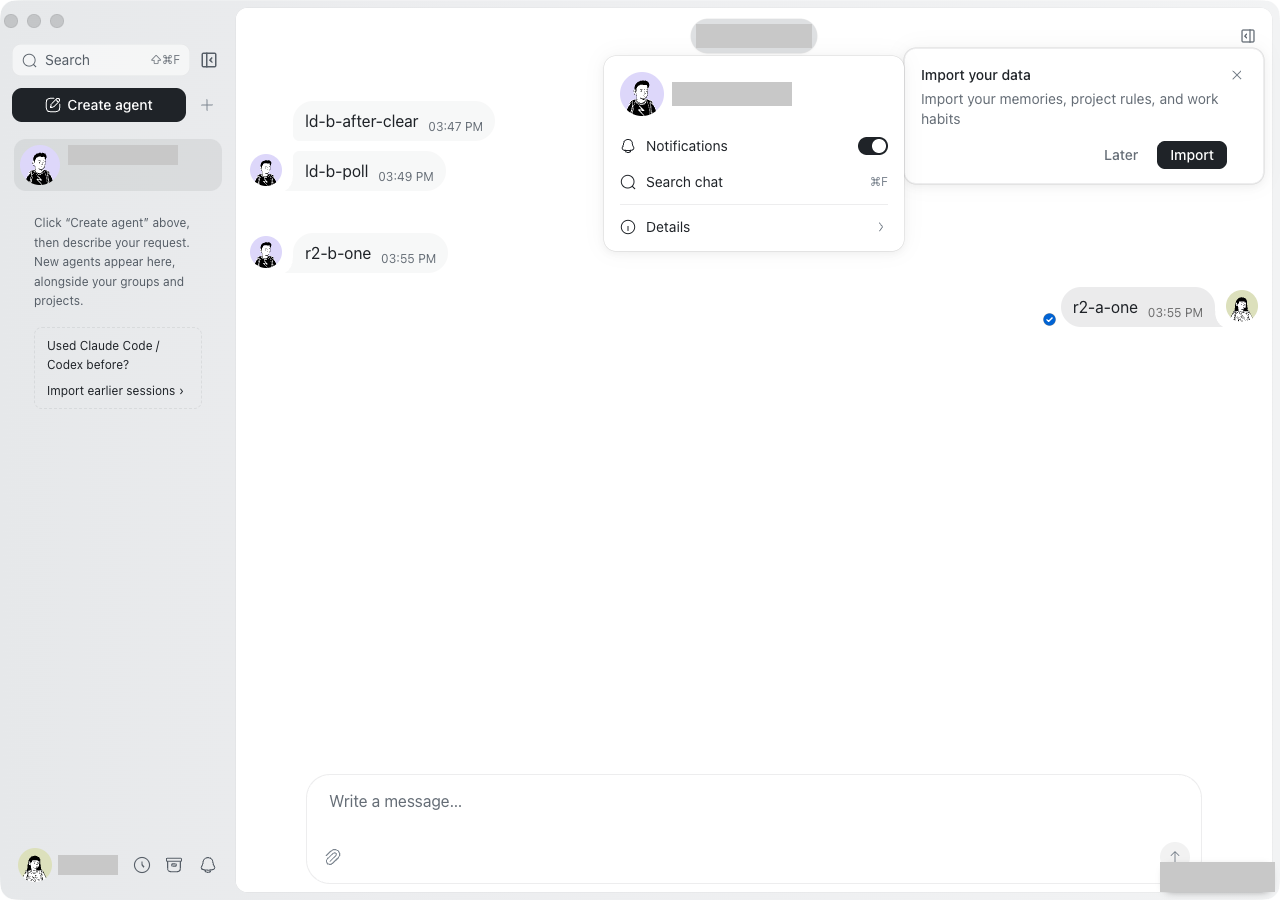 Search ⇧⌘F
Create agent
Click “Create agent” above,
then describe your request.
New agents appear here,
alongside your groups and
projects.
Used Claude Code /
Codex before?
Import earlier sessions ›
ld-b-after-clear 03:47 PM
ld-b-poll 03:49 PM
r2-b-one 03:55 PM
r2-a-one 03:55 PM
Notifications
Search chat ⌘F
Details
Import your data
Import your memories, project rules, and work
habits
Later Import
Write a message...